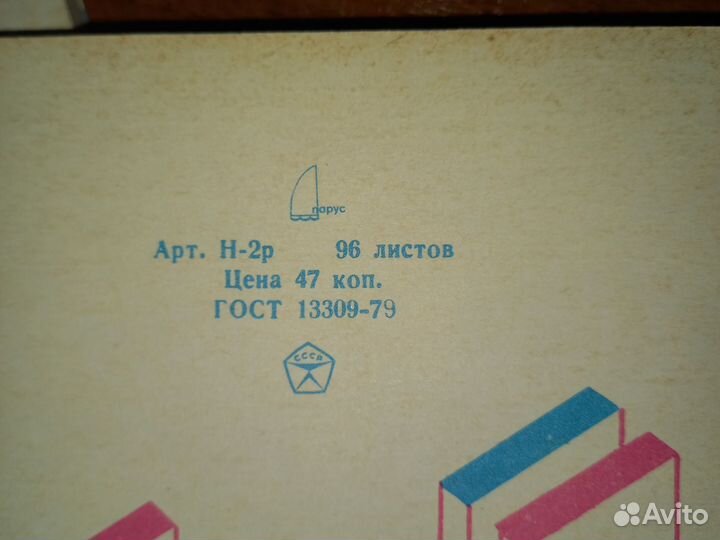 парус
Арт. Н-2р 96 листов
Цена 47 коп.
ГОСТ 13309-79
СССР
Avito